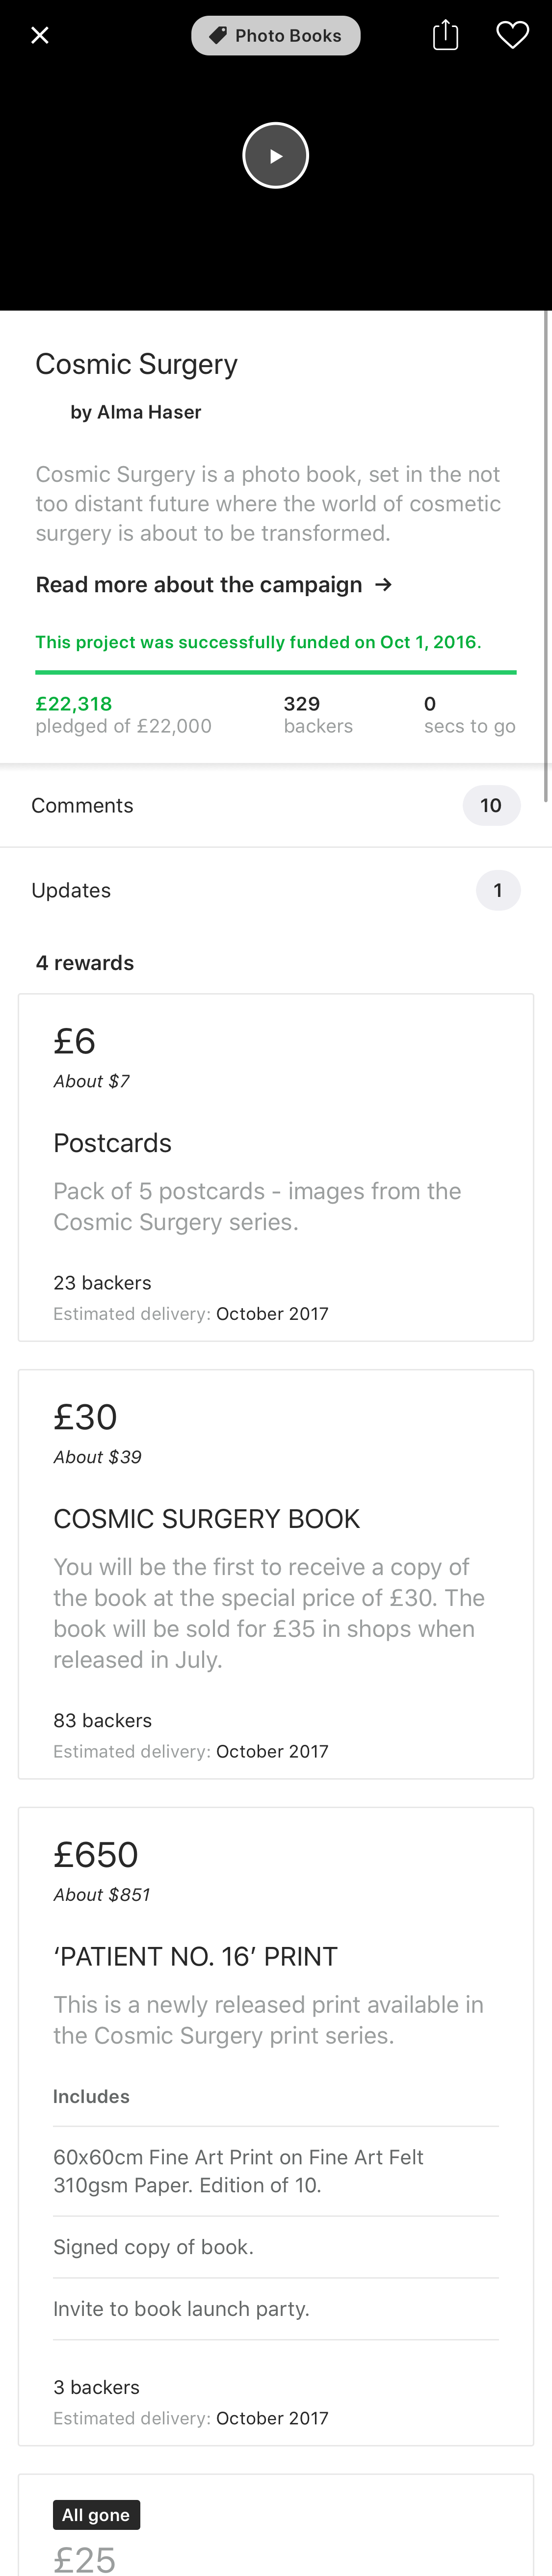 Photo Books
Cosmic Surgery
by Alma Haser
Cosmic Surgery is a photo book, set in the not
too distant future where the world of cosmetic
surgery is about to be transformed.
Read more about the campaign →
This project was successfully funded on Oct 1, 2016.
£22,318
pledged of £22,000
329
backers
0
secs to go
Comments
10
Updates
1
4 rewards
£6
About $7
Postcards
Pack of 5 postcards - images from the
Cosmic Surgery series.
23 backers
Estimated delivery: October 2017
£30
About $39
COSMIC SURGERY BOOK
You will be the first to receive a copy of
the book at the special price of £30. The
book will be sold for £35 in shops when
released in July.
83 backers
Estimated delivery: October 2017
£650
About $851
‘PATIENT NO. 16’ PRINT
This is a newly released print available in
the Cosmic Surgery print series.
Includes
60x60cm Fine Art Print on Fine Art Felt
310gsm Paper. Edition of 10.
Signed copy of book.
Invite to book launch party.
3 backers
Estimated delivery: October 2017
All gone
£25